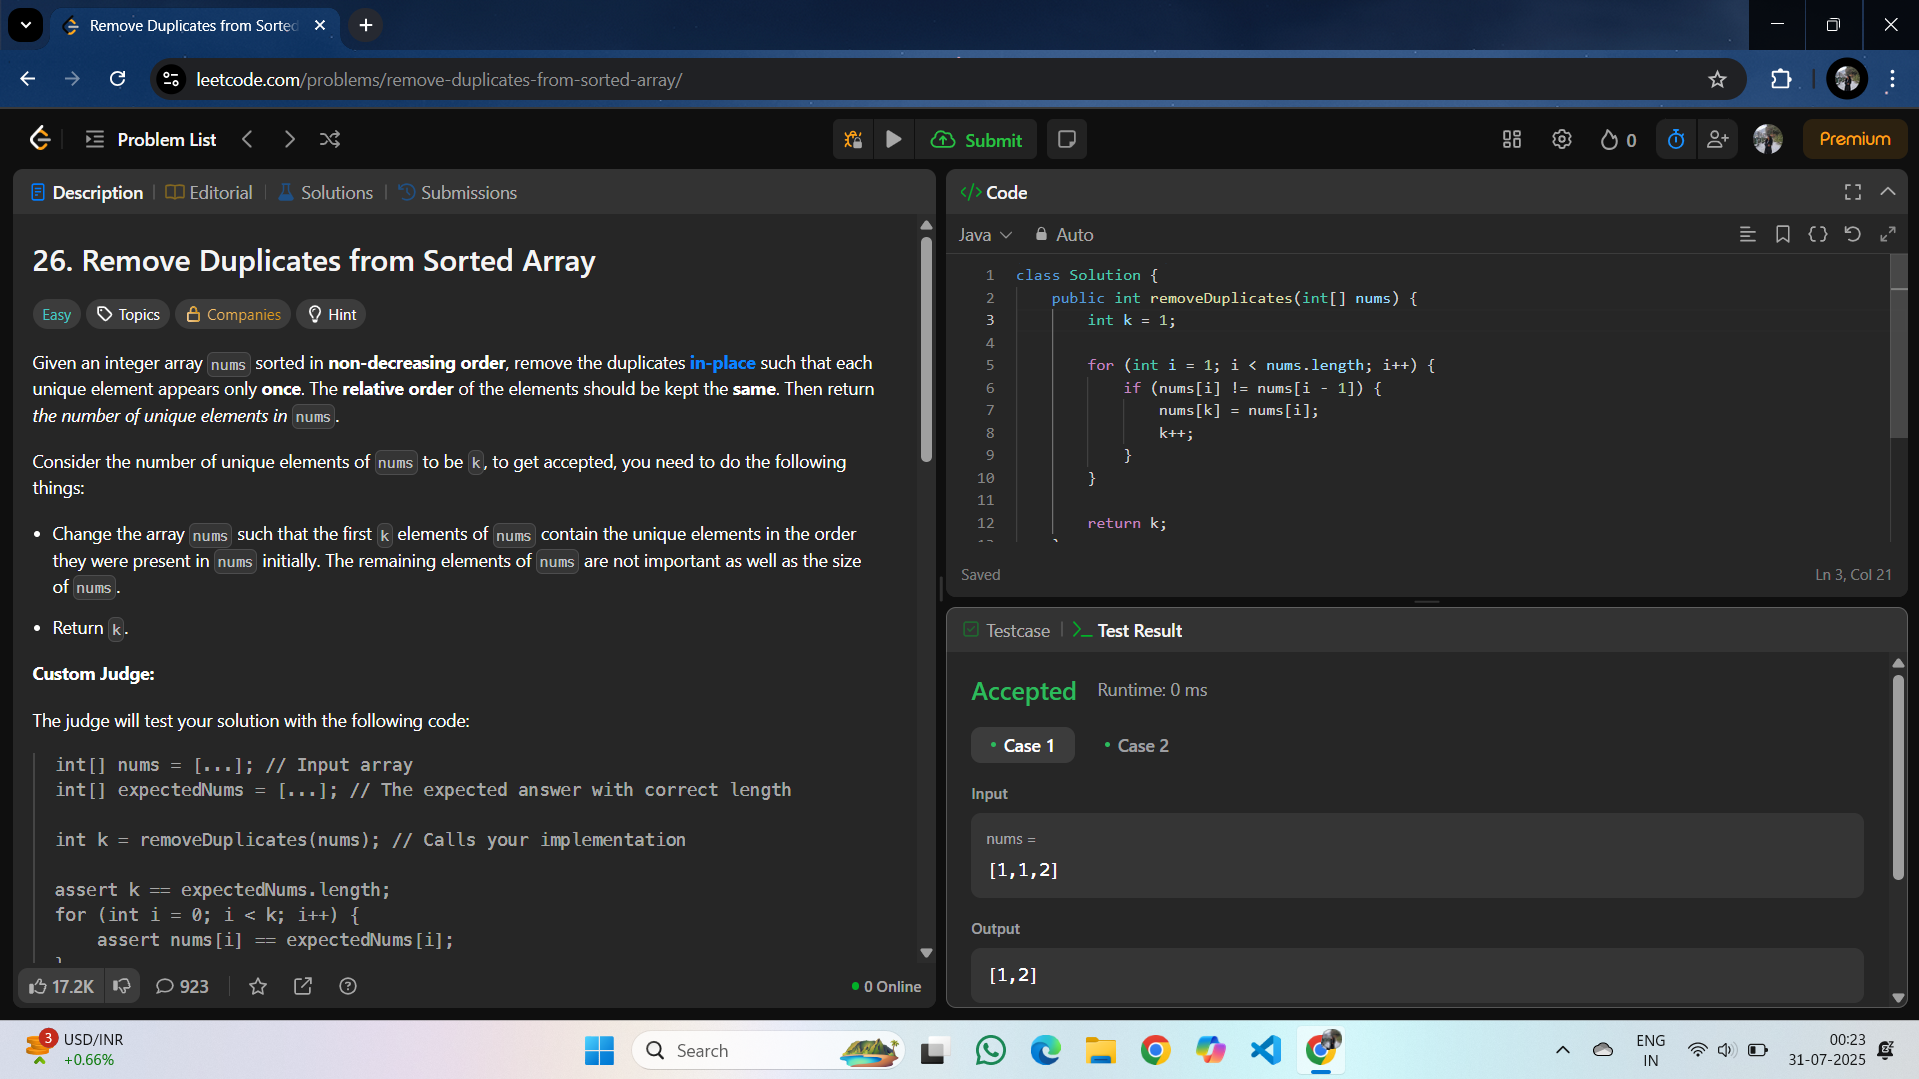 Remove Duplicates from Sorted
leetcode.com/problems/remove-duplicates-from-sorted-array/
Problem List
Submit
0
Premium
Description
Editorial
Solutions
Submissions
26. Remove Duplicates from Sorted Array
Easy
Topics
Companies
Hint
Given an integer array nums sorted in non-decreasing order, remove the duplicates in-place such that each
unique element appears only once. The relative order of the elements should be kept the same. Then return
the number of unique elements in nums.
Consider the number of unique elements of nums to be k, to get accepted, you need to do the following
things:
• Change the array nums such that the first k elements of nums contain the unique elements in the order
they were present in nums initially. The remaining elements of nums are not important as well as the size
of nums.
• Return k.
Custom Judge:
The judge will test your solution with the following code:
int[] nums = [...]; // Input array
int[] expectedNums = [...]; // The expected answer with correct length
int k = removeDuplicates(nums); // Calls your implementation
assert k == expectedNums.length;
for (int i = 0; i < k; i++) {
assert nums[i] == expectedNums[i];
}
17.2K
923
0 Online
</> Code
Java
Auto
1 class Solution {
2 public int removeDuplicates(int[] nums) {
3 int k = 1;
4
5 for (int i = 1; i < nums.length; i++) {
6 if (nums[i] != nums[i - 1]) {
7 nums[k] = nums[i];
8 k++;
9 }
10 }
11
12 return k;
13 }
Saved
Ln 3, Col 21
Testcase
Test Result
Accepted
Runtime: 0 ms
• Case 1
• Case 2
Input
nums =
[1,1,2]
Output
[1,2]
3
USD/INR
+0.66%
Search
ENG
IN
00:23
31-07-2025